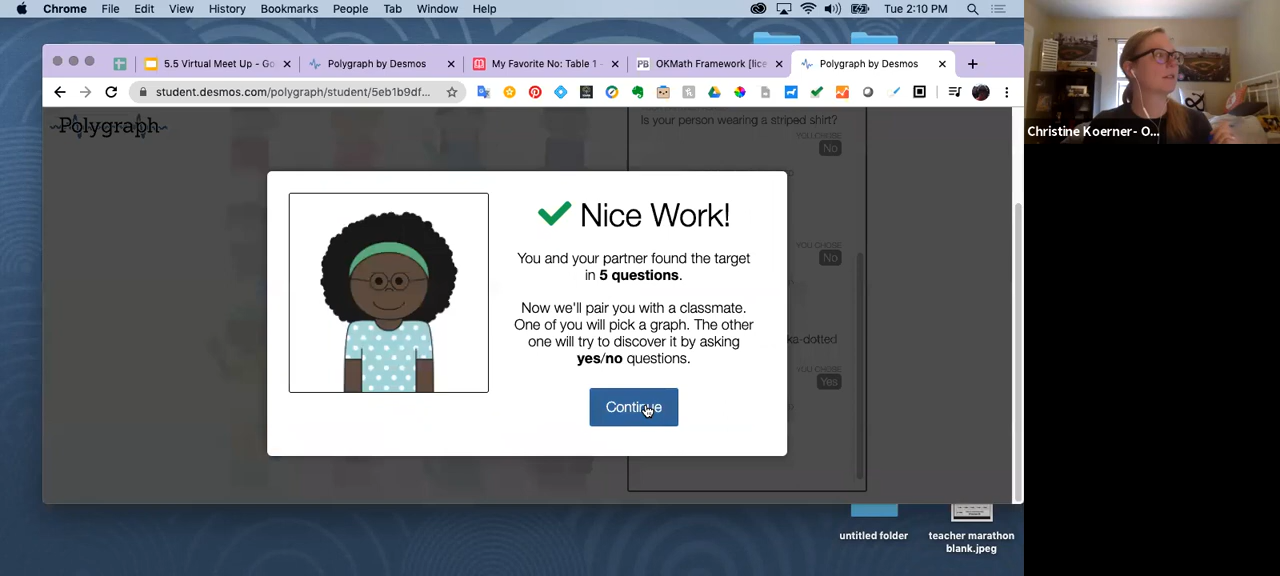 Chrome File Edit View History Bookmarks People Tab Window Help Tue 2:10 PM
5.5 Virtual Meet Up - Go
Polygraph by Desmos
My Favorite No: Table 1 -
OKMath Framework [lice
Polygraph by Desmos
student.desmos.com/polygraph/student/5eb1b9df...
Christine Koerner- O...
Polygraph
Is your person wearing a striped shirt?
YOU CHOSE
No
YOU CHOSE
No
ka-dotted
YOU CHOSE
Yes
Nice Work!
You and your partner found the target
in 5 questions.
Now we'll pair you with a classmate.
One of you will pick a graph. The other
one will try to discover it by asking
yes/no questions.
Continue
untitled folder
teacher marathon
blank.jpeg